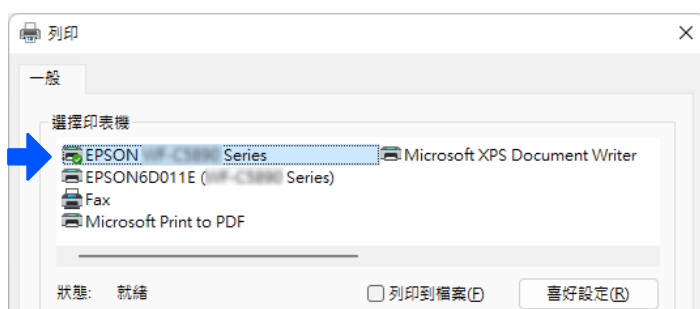 列印
一般
選擇印表機
EPSON Series
Microsoft XPS Document Writer
EPSON6D011E ( Series)
Fax
Microsoft Print to PDF
狀態: 就緒
列印到檔案(F)
喜好設定(R)